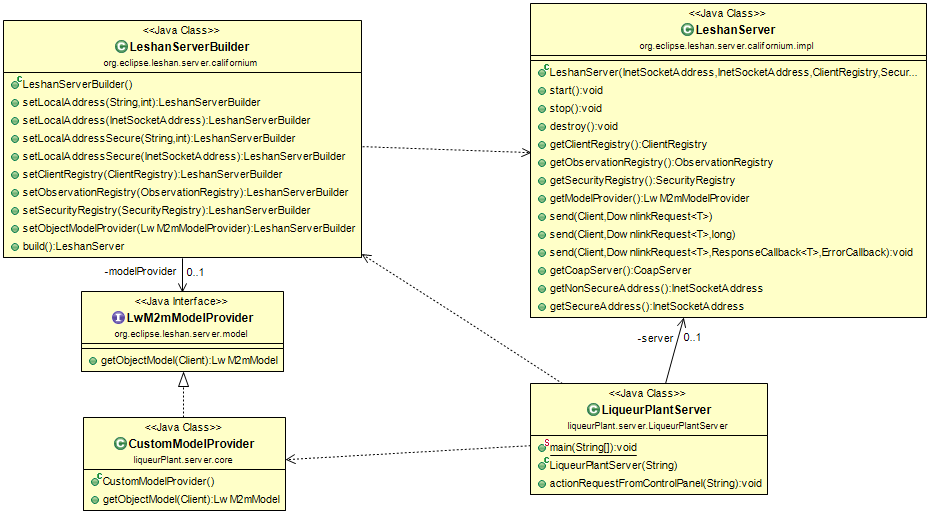 <<Java Class>>
LeshanServerBuilder
org.eclipse.leshan.server.californium
LeshanServerBuilder()
setLocalAddress(String,int):LeshanServerBuilder
setLocalAddress(InetSocketAddress):LeshanServerBuilder
setLocalAddressSecure(String,int):LeshanServerBuilder
setLocalAddressSecure(InetSocketAddress):LeshanServerBuilder
setClientRegistry(ClientRegistry):LeshanServerBuilder
setObservationRegistry(ObservationRegistry):LeshanServerBuilder
setSecurityRegistry(SecurityRegistry):LeshanServerBuilder
setObjectModelProvider(LwM2mModelProvider):LeshanServerBuilder
build():LeshanServer
<<Java Class>>
LeshanServer
org.eclipse.leshan.server.californium.impl
LeshanServer(InetSocketAddress,InetSocketAddress,ClientRegistry,Secur...
start():void
stop():void
destroy():void
getClientRegistry():ClientRegistry
getObservationRegistry():ObservationRegistry
getSecurityRegistry():SecurityRegistry
getModelProvider():LwM2mModelProvider
send(Client,DownlinkRequest<T>)
send(Client,DownlinkRequest<T>,long)
send(Client,DownlinkRequest<T>,ResponseCallback<T>,ErrorCallback):void
getCoapServer():CoapServer
getNonSecureAddress():InetSocketAddress
getSecureAddress():InetSocketAddress
-modelProvider 0..1
<<Java Interface>>
LwM2mModelProvider
org.eclipse.leshan.server.model
getObjectModel(Client):LwM2mModel
-server 0..1
<<Java Class>>
CustomModelProvider
liqueurPlant.server.core
CustomModelProvider()
getObjectModel(Client):LwM2mModel
<<Java Class>>
LiqueurPlantServer
liqueurPlant.server.LiqueurPlantServer
main(String[]):void
LiqueurPlantServer(String)
actionRequestFromControlPanel(String):void